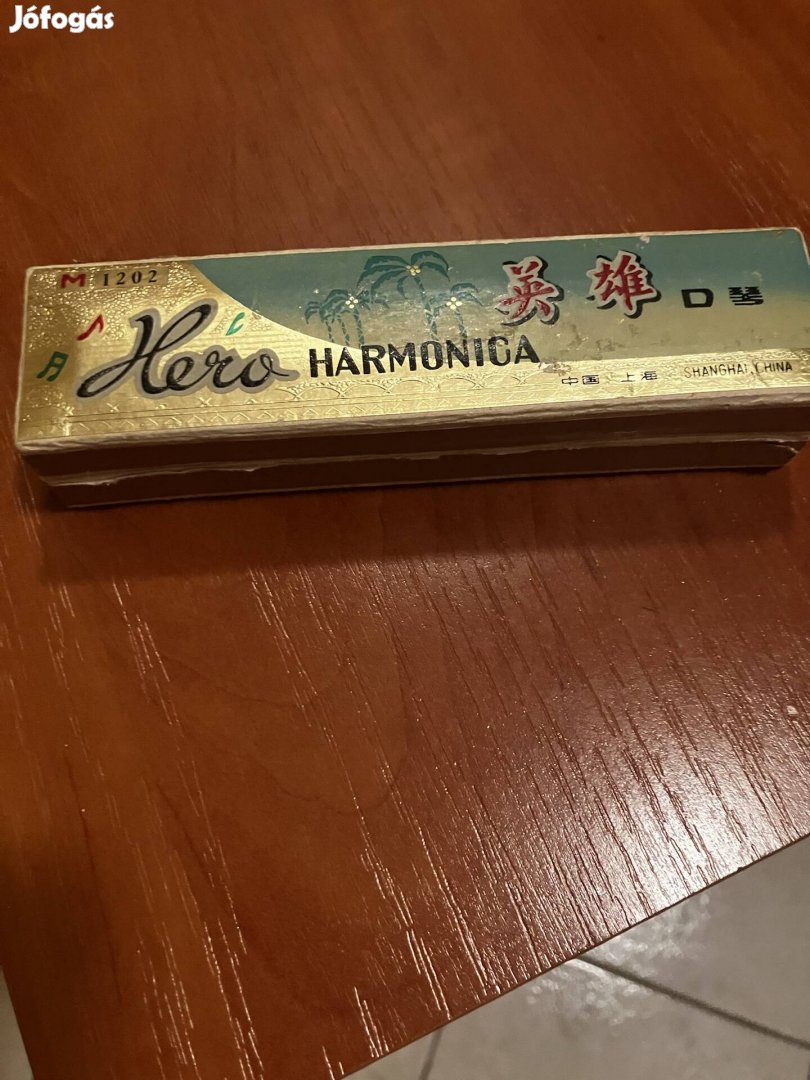 Jófogás
M 1202
Hero HARMONICA
英雄口琴
中国 上海 SHANGHAI, CHINA